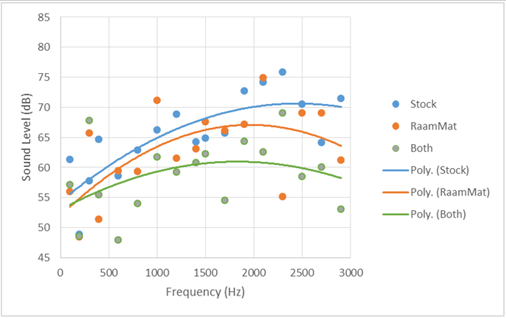 85
80
75
70
65
60
55
50
45
Sound Level (dB)
0 500 1000 1500 2000 2500 3000
Frequency (Hz)
Stock
RaamMat
Both
Poly. (Stock)
Poly. (RaamMat)
Poly. (Both)